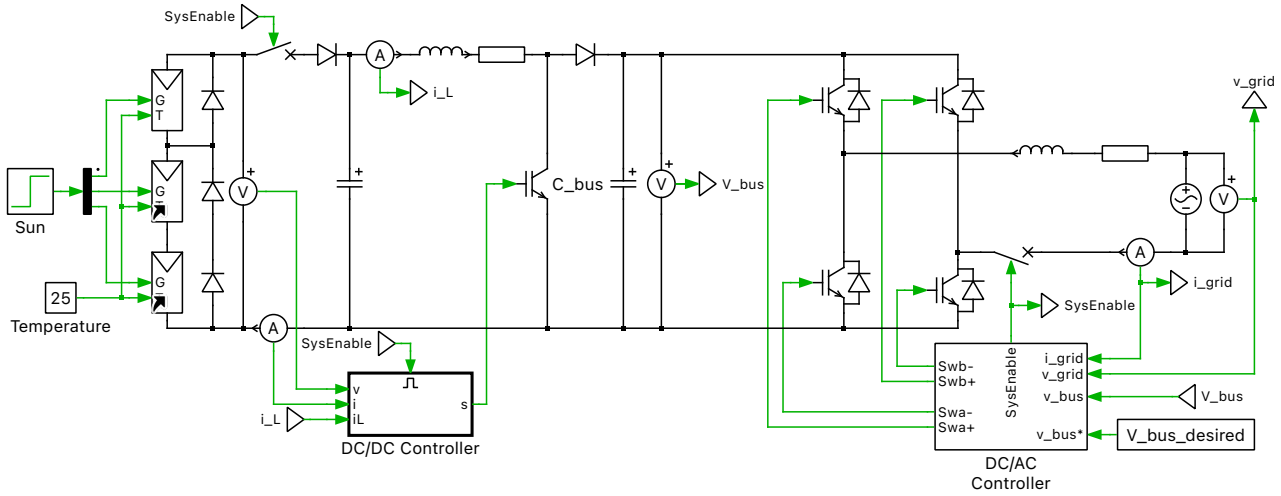 SysEnable
v_grid
A
i_L
G
T
G
T
G
T
Sun
25
Temperature
V
C_bus
V
V_bus
V
A
i_grid
SysEnable
A
SysEnable
v
i
iL
s
i_L
DC/DC Controller
Swb-
Swb+
Swa-
Swa+
SysEnable
i_grid
v_grid
v_bus
v_bus*
V_bus
V_bus_desired
DC/AC
Controller